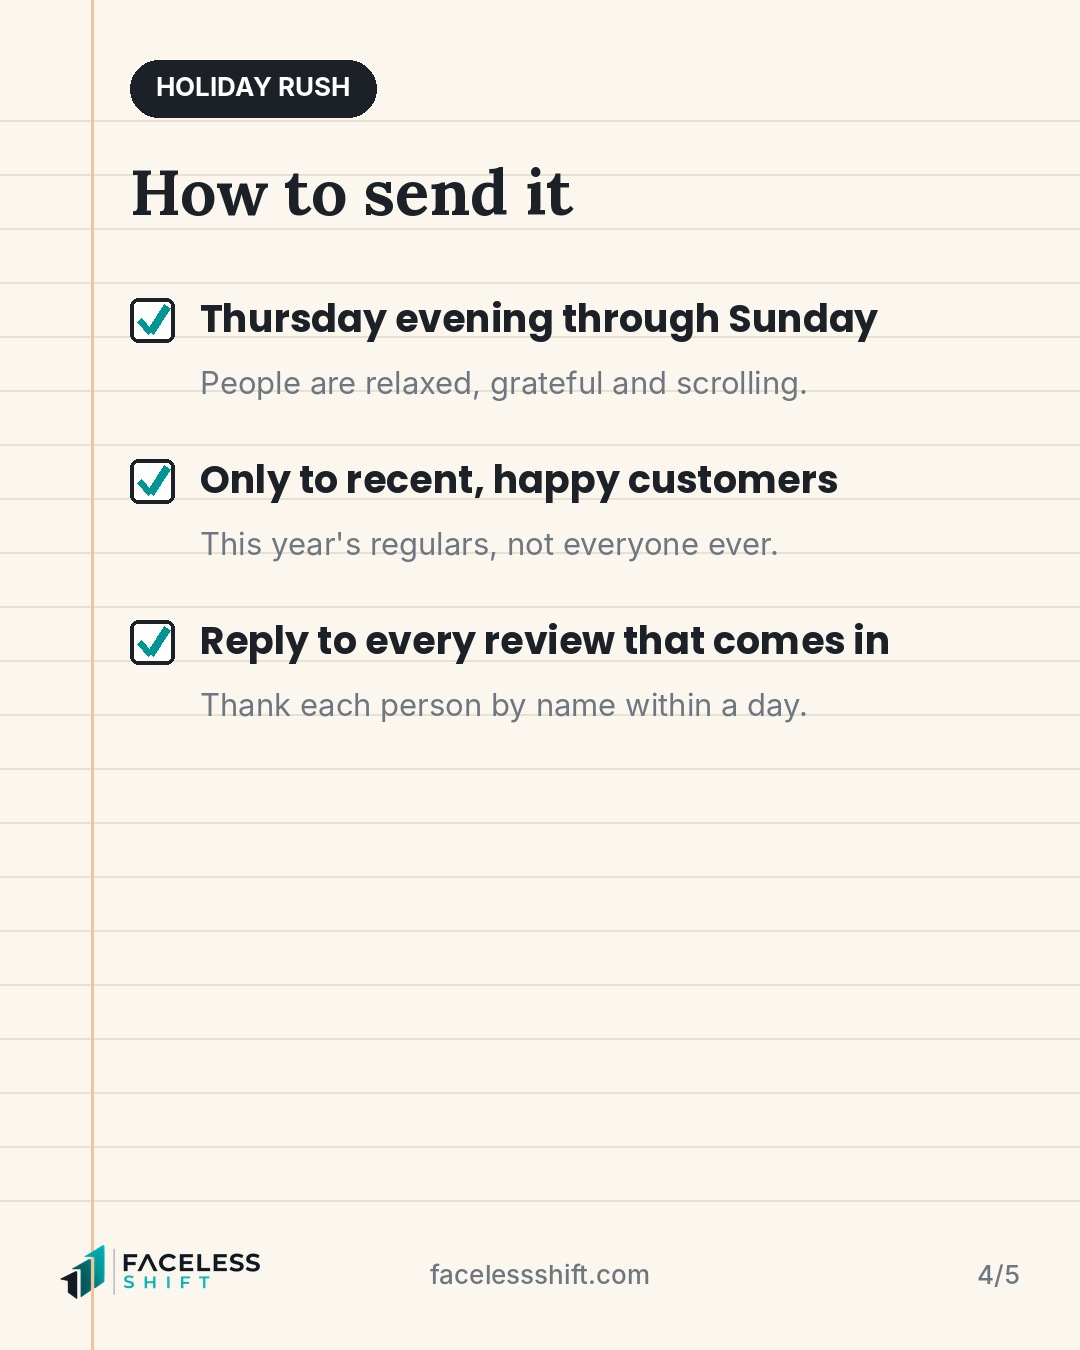 HOLIDAY RUSH
How to send it
Thursday evening through Sunday
People are relaxed, grateful and scrolling.
Only to recent, happy customers
This year's regulars, not everyone ever.
Reply to every review that comes in
Thank each person by name within a day.
FACELESS
SHIFT
facelessshift.com
4/5